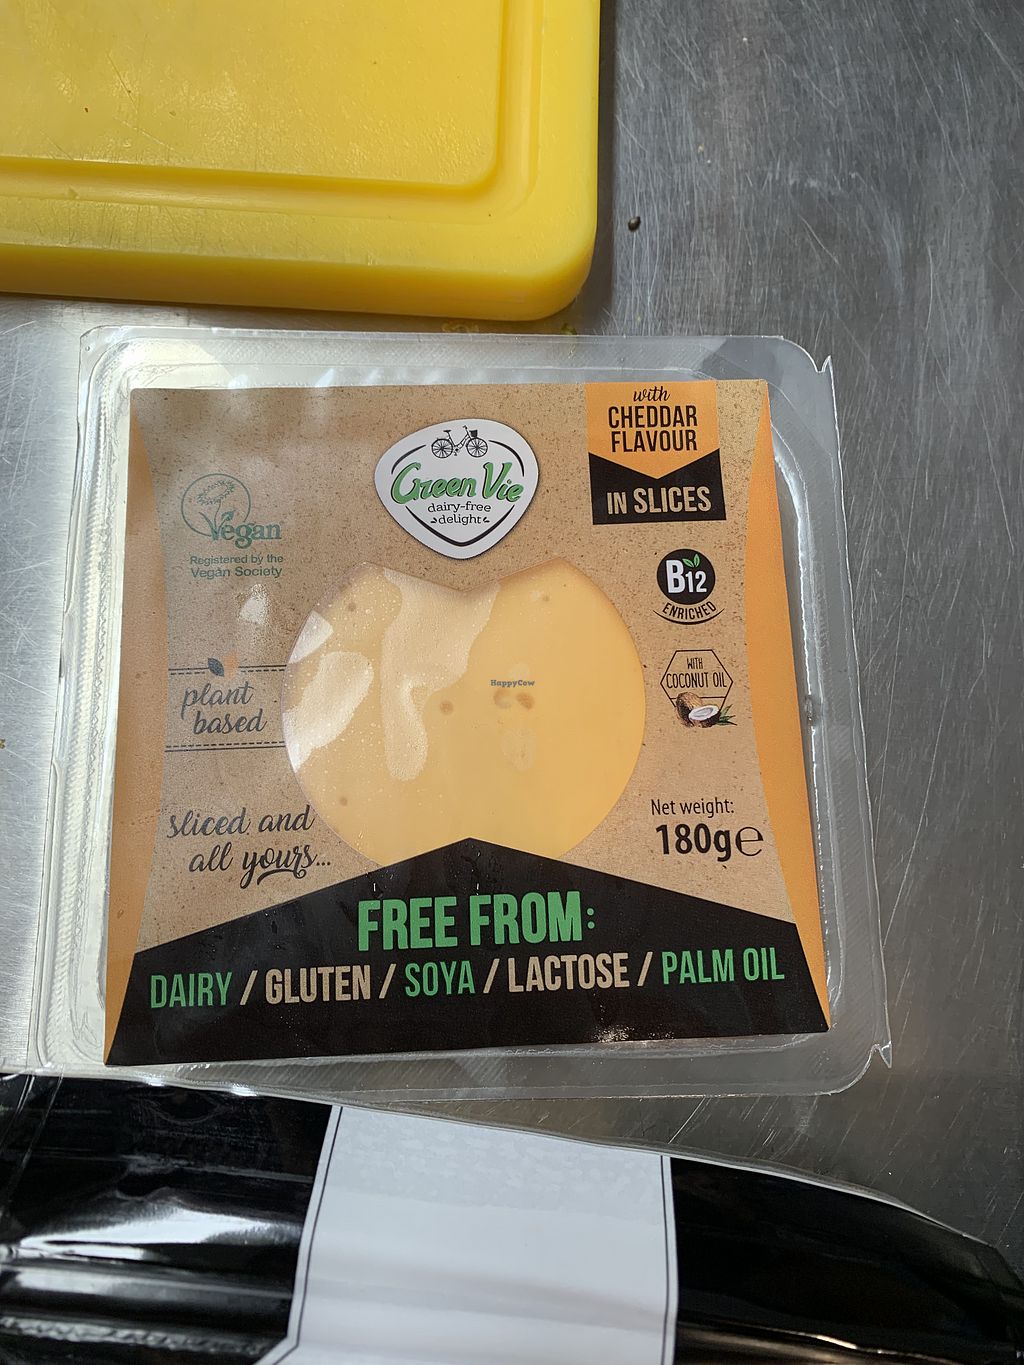 with
CHEDDAR
FLAVOUR
IN SLICES
Green Vie
dairy-free
delight
Vegan
Registered by the
Vegan Society
B12
ENRICHED
WITH
COCONUT OIL
HappyCow
plant
based
sliced and
all yours...
Net weight:
180g℮
FREE FROM:
DAIRY / GLUTEN / SOYA / LACTOSE / PALM OIL